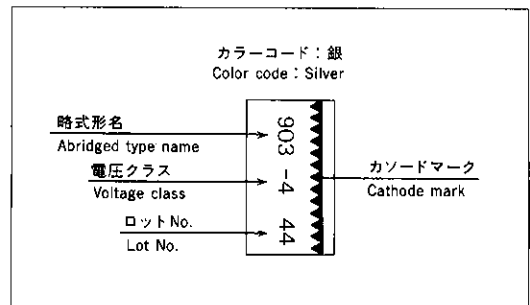 カラーコード：銀
Color code : Silver
略式形名
Abridged type name
903
電圧クラス
Voltage class
-4
カソードマーク
Cathode mark
ロットNo.
Lot No.
44